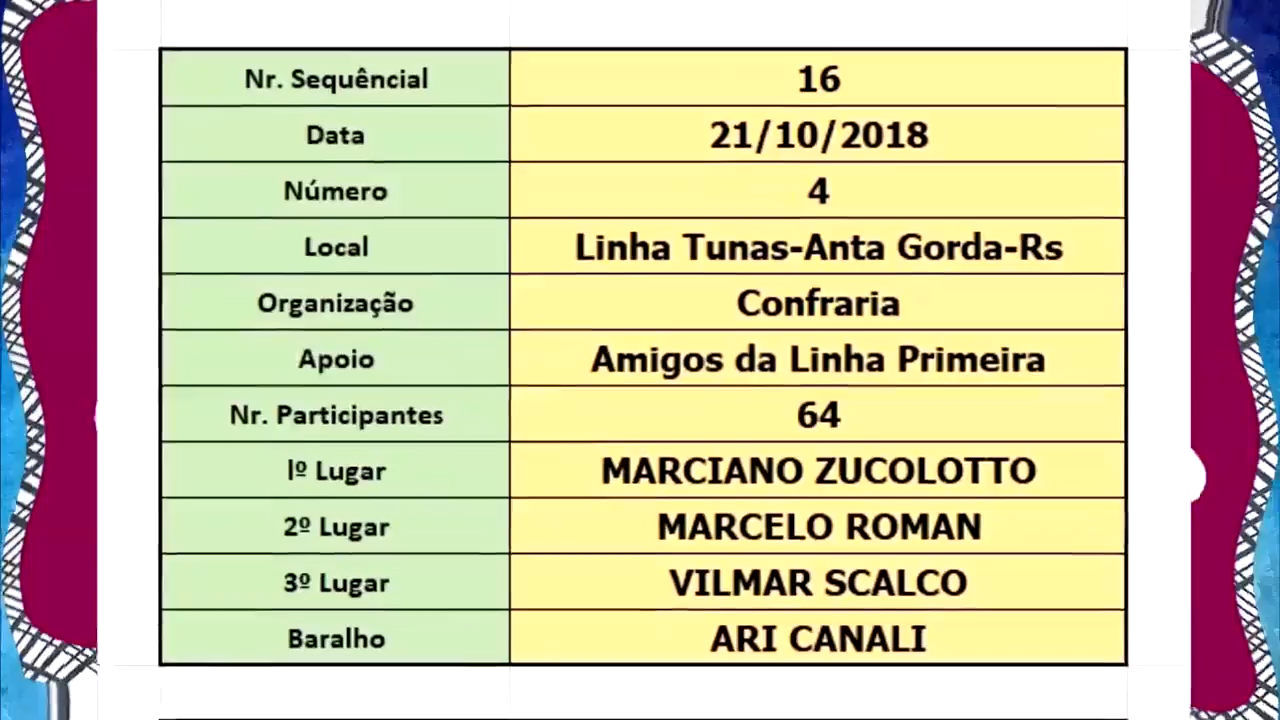 Nr. Sequêncial 16
Data 21/10/2018
Número 4
Local Linha Tunas-Anta Gorda-Rs
Organização Confraria
Apoio Amigos da Linha Primeira
Nr. Participantes 64
lº Lugar MARCIANO ZUCOLOTTO
2º Lugar MARCELO ROMAN
3º Lugar VILMAR SCALCO
Baralho ARI CANALI